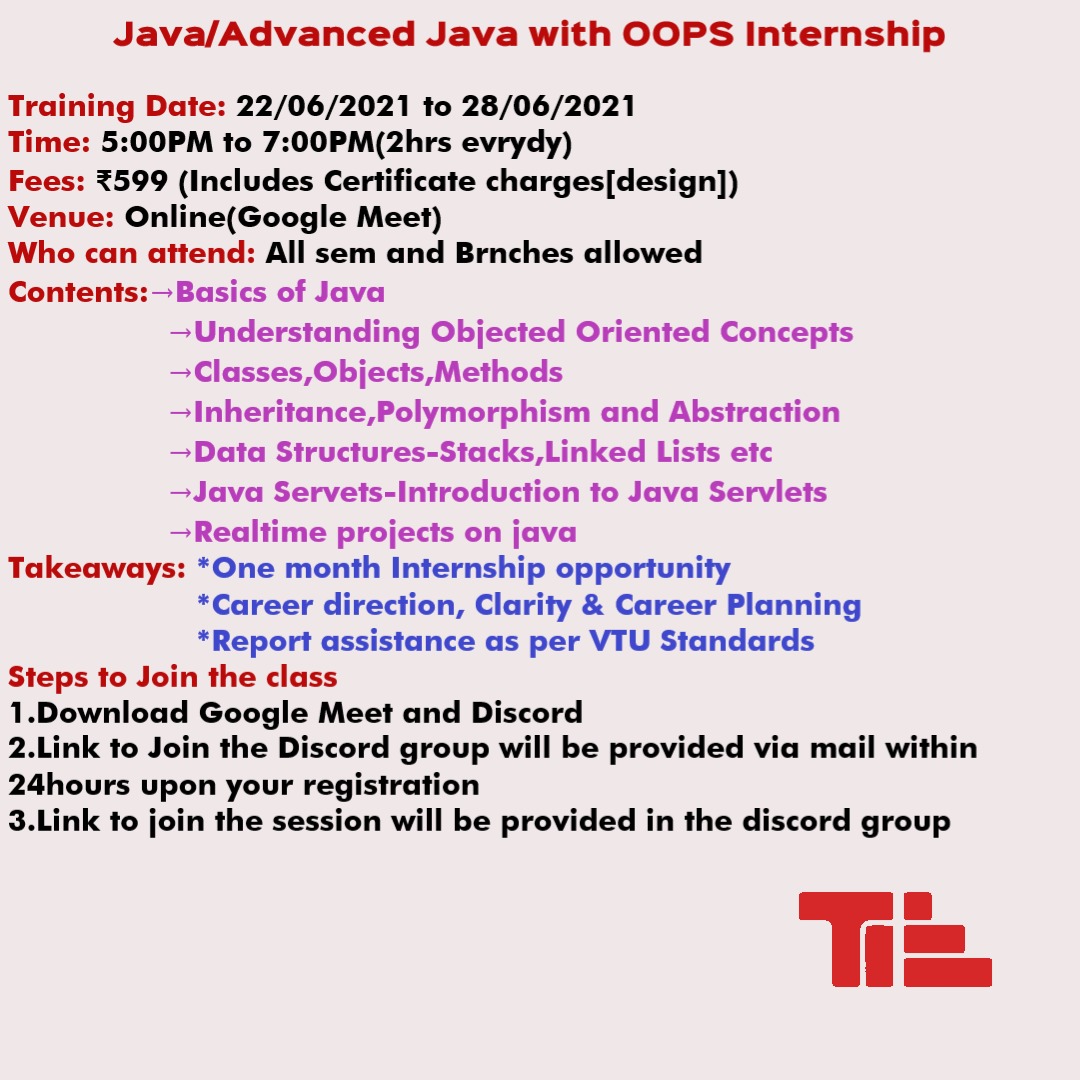 Java/Advanced Java with OOPS Internship
Training Date: 22/06/2021 to 28/06/2021
Time: 5:00PM to 7:00PM(2hrs evrydy)
Fees: ₹599 (Includes Certificate charges[design])
Venue: Online(Google Meet)
Who can attend: All sem and Brnches allowed
Contents:→Basics of Java
→Understanding Objected Oriented Concepts
→Classes,Objects,Methods
→Inheritance,Polymorphism and Abstraction
→Data Structures-Stacks,Linked Lists etc
→Java Servets-Introduction to Java Servlets
→Realtime projects on java
Takeaways: *One month Internship opportunity
*Career direction, Clarity & Career Planning
*Report assistance as per VTU Standards
Steps to Join the class
1.Download Google Meet and Discord
2.Link to Join the Discord group will be provided via mail within
24hours upon your registration
3.Link to join the session will be provided in the discord group